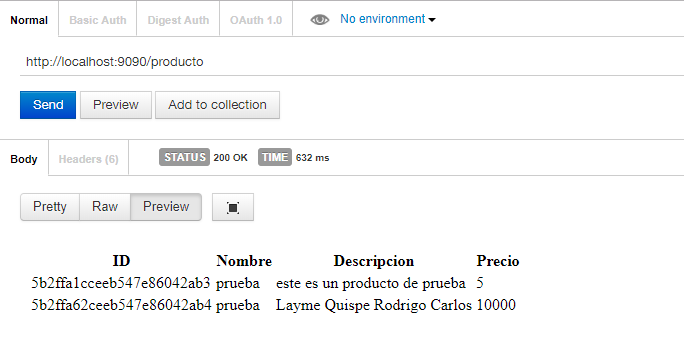 Normal Basic Auth Digest Auth OAuth 1.0 No environment
http://localhost:9090/producto
Send Preview Add to collection
Body Headers (6) STATUS 200 OK TIME 632 ms
Pretty Raw Preview
ID Nombre Descripcion Precio
5b2ffa1cceeb547e86042ab3 prueba este es un producto de prueba 5
5b2ffa62ceeb547e86042ab4 prueba Layme Quispe Rodrigo Carlos 10000